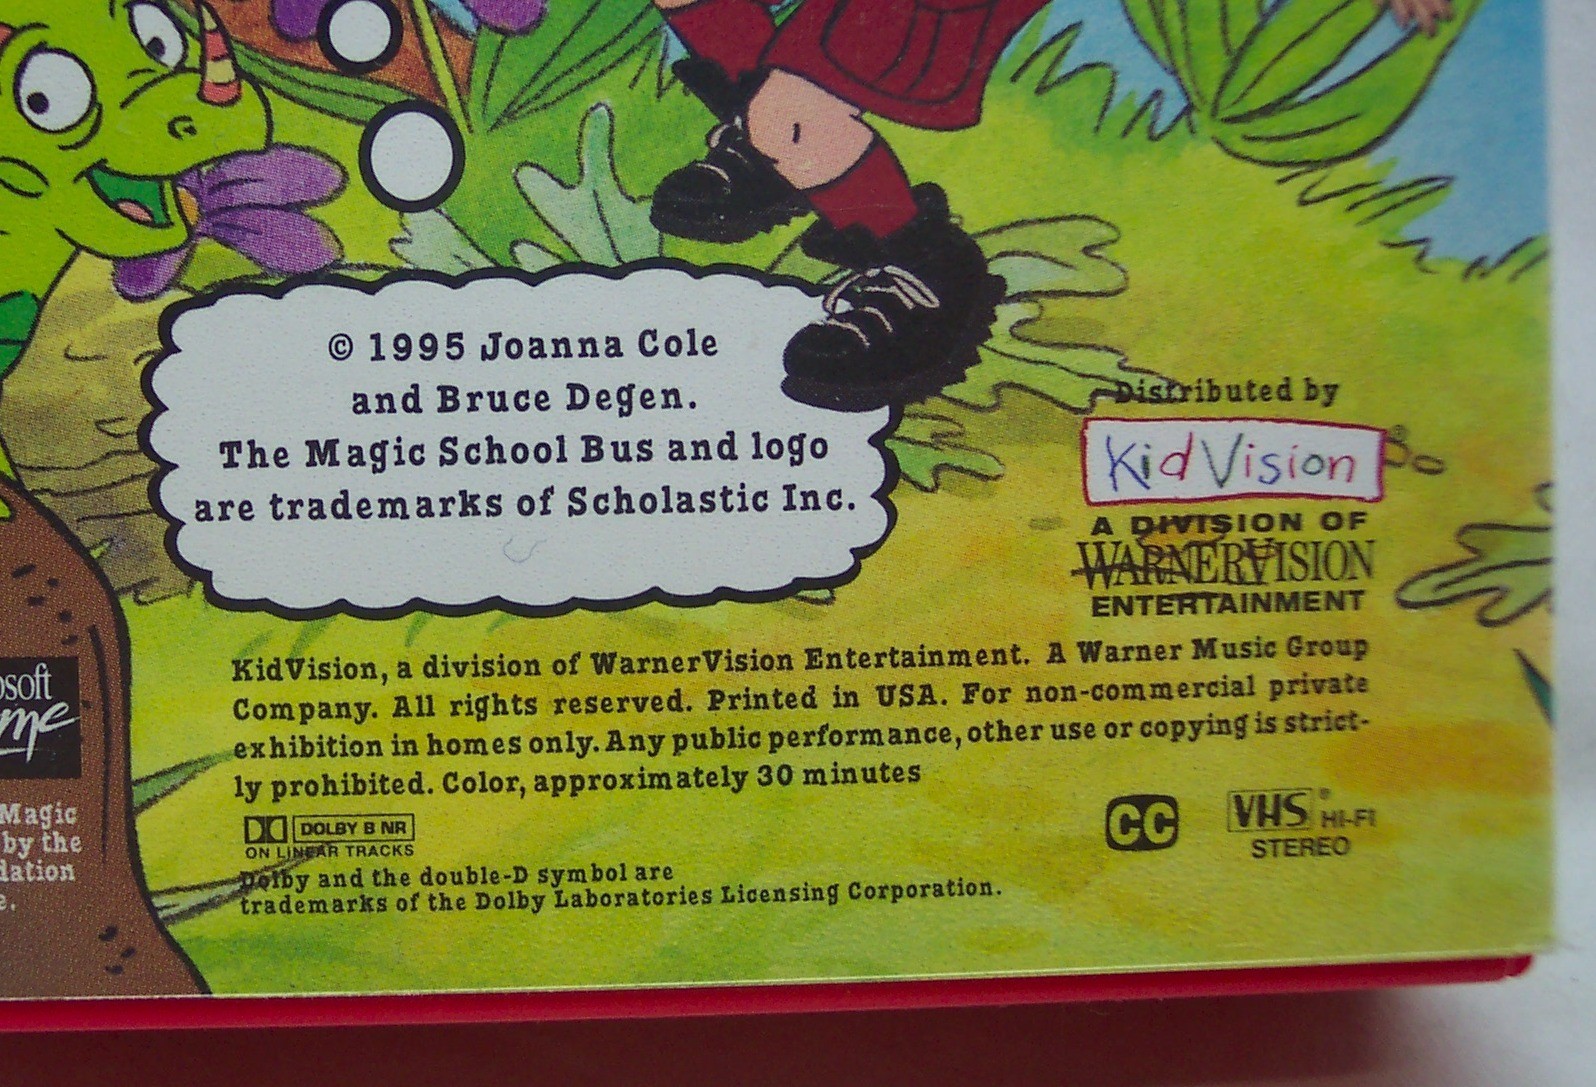 © 1995 Joanna Cole
and Bruce Degen.
The Magic School Bus and logo
are trademarks of Scholastic Inc.
Distributed by
KidVision
A DIVISION OF
WARNERVISION
ENTERTAINMENT
KidVision, a division of WarnerVision Entertainment. A Warner Music Group
Company. All rights reserved. Printed in USA. For non-commercial private
exhibition in homes only. Any public performance, other use or copying is strict-
ly prohibited. Color, approximately 30 minutes
DOLBY B NR
ON LINEAR TRACKS
Dolby and the double-D symbol are
trademarks of the Dolby Laboratories Licensing Corporation.
CC
VHS® HI-FI
STEREO
Magic
by the